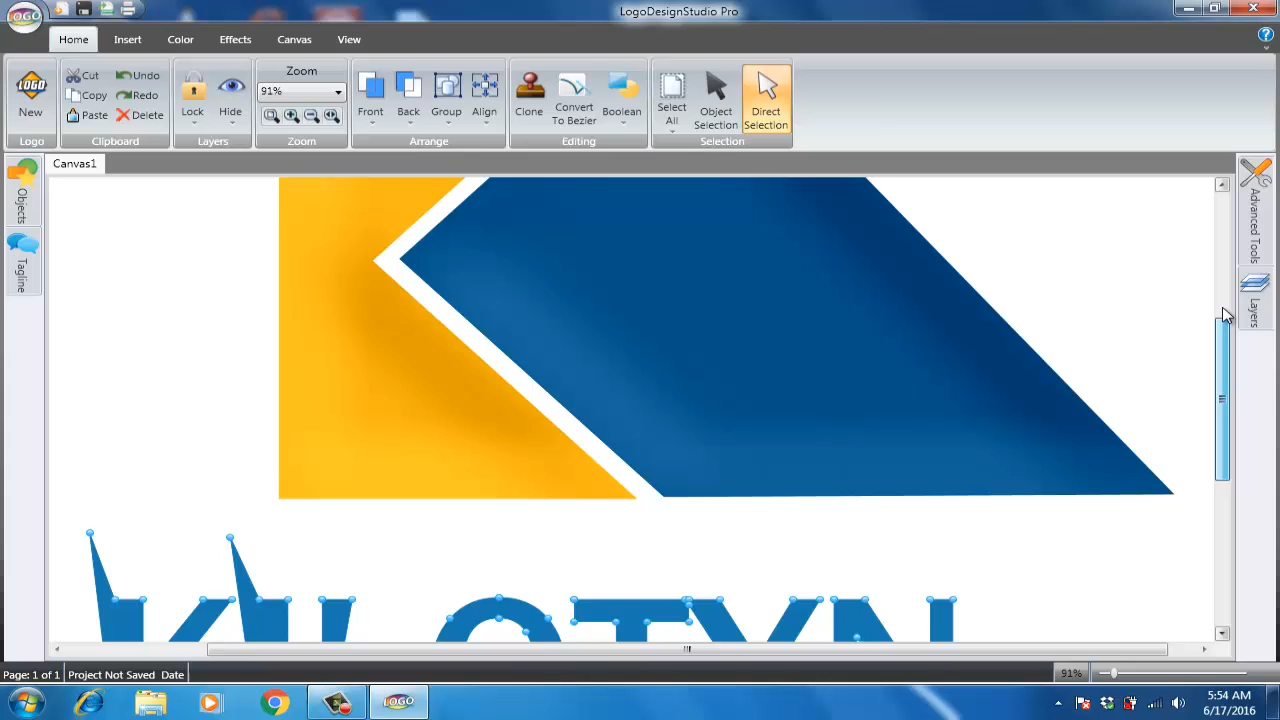 LogoDesignStudio Pro
LOGO
Home Insert Color Effects Canvas View
LOGO
New
Cut
Copy
Paste
Undo
Redo
Delete
Lock
Hide
Zoom
91%
Front
Back
Group
Align
Clone
Convert
To Bezier
Boolean
Select
All
Object
Selection
Direct
Selection
Logo Clipboard Layers Zoom Arrange Editing Selection
Canvas1
Objects
Tagline
Advanced Tools
Layers
Page: 1 of 1 Project Not Saved Date
91%
LOGO
5:54 AM
6/17/2016